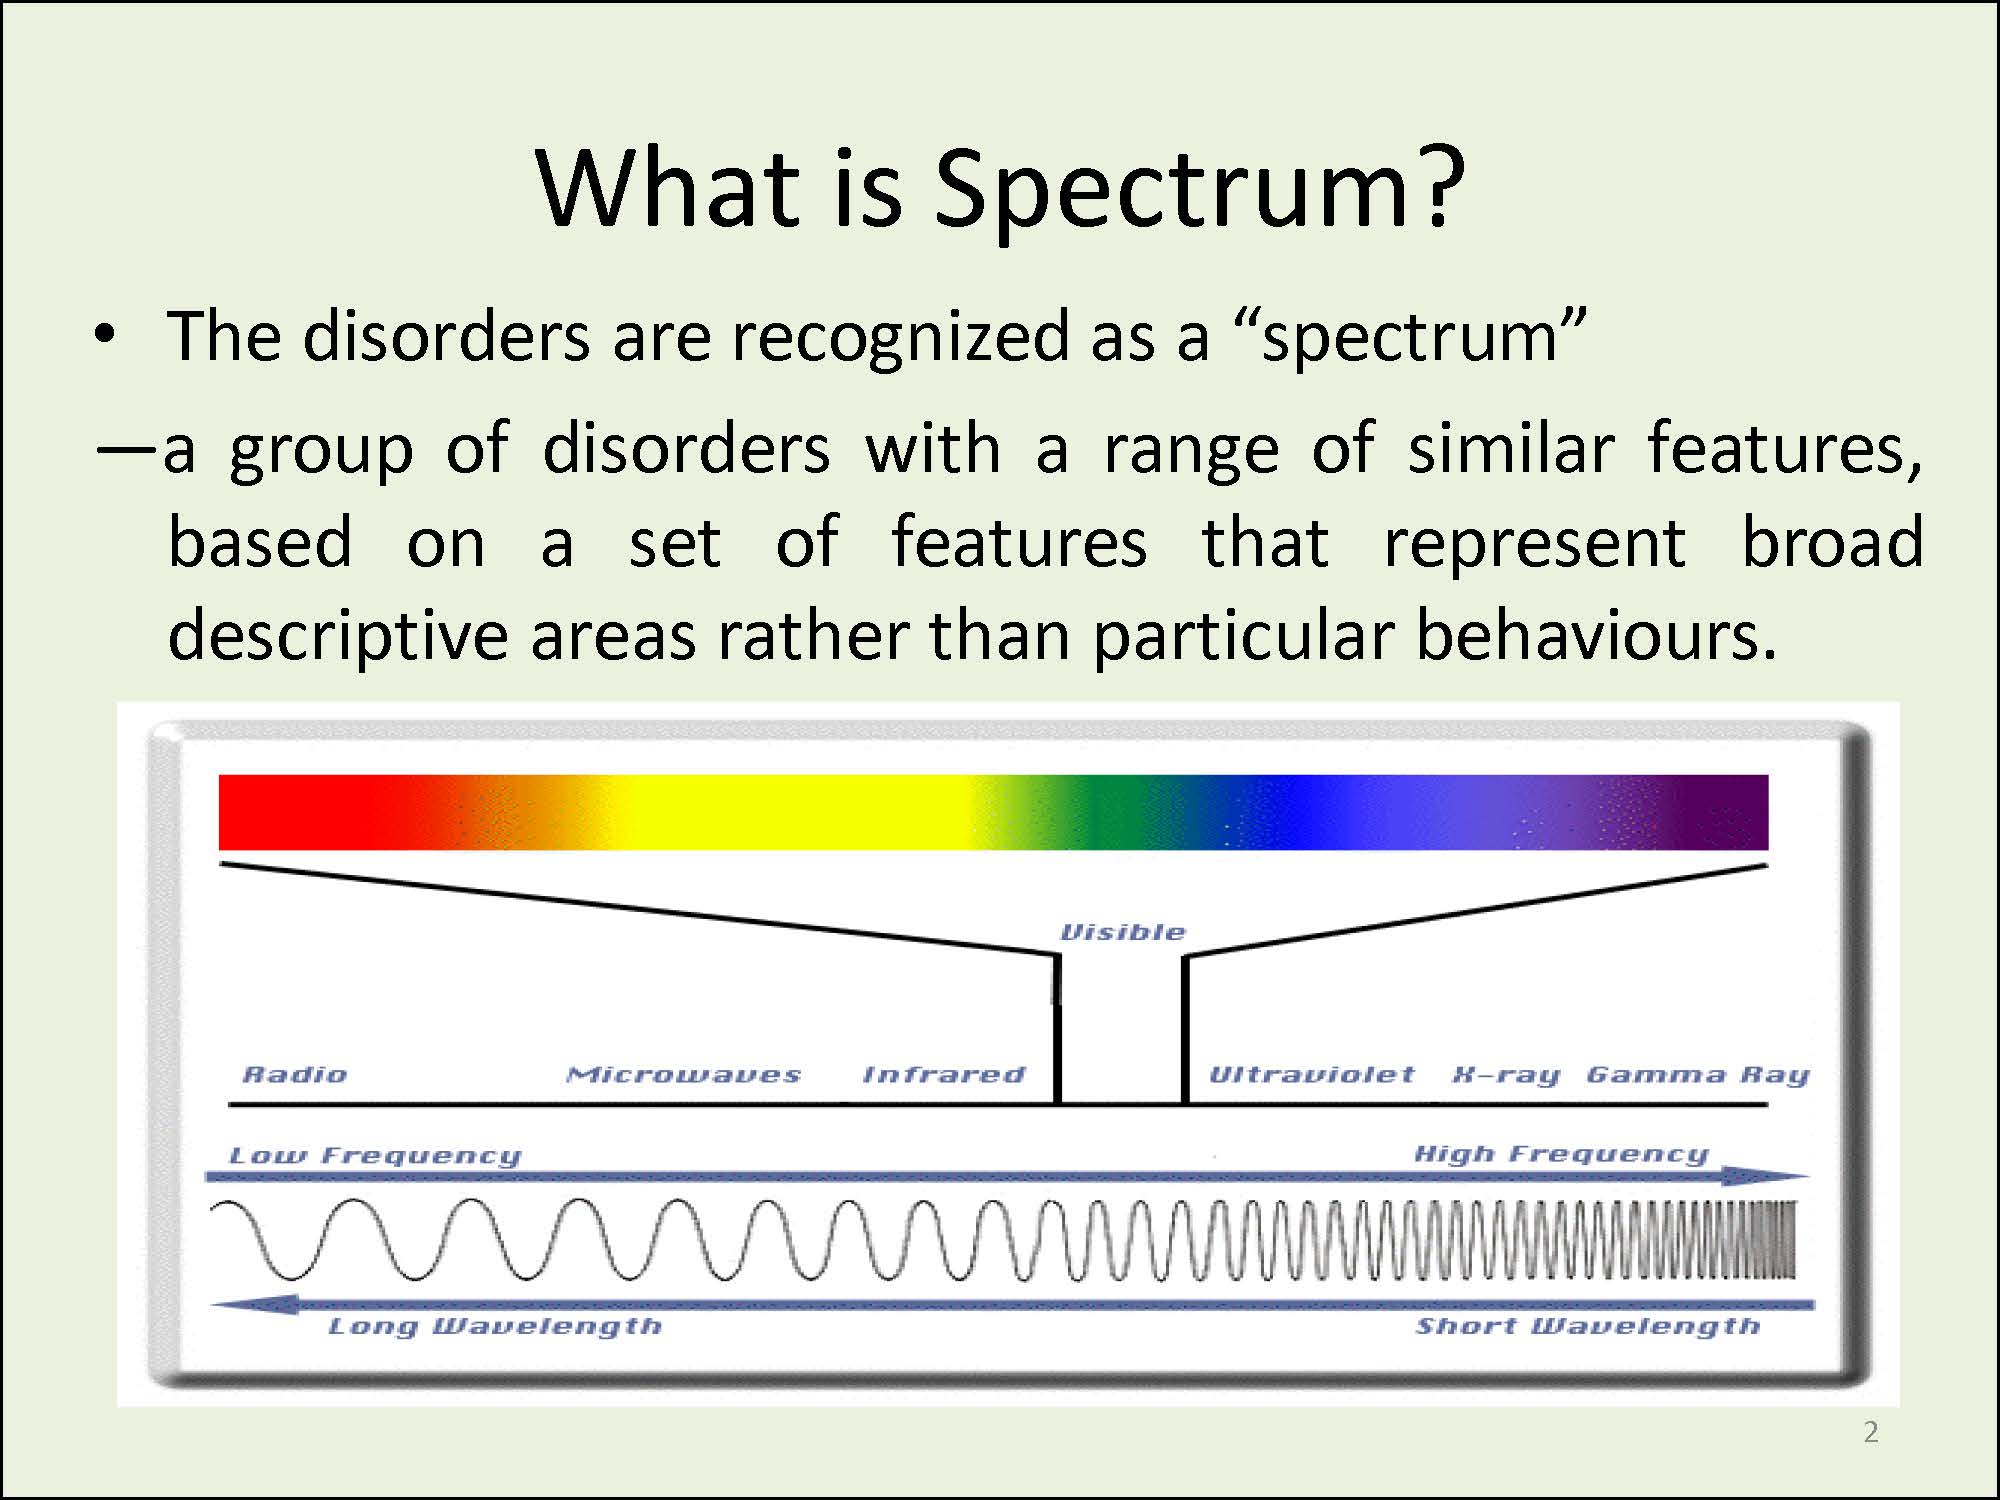 What is Spectrum?
• The disorders are recognized as a “spectrum”
—a group of disorders with a range of similar features,
based on a set of features that represent broad
descriptive areas rather than particular behaviours.
Visible
Radio Microwaves Infrared Ultraviolet X-ray Gamma Ray
Low Frequency High Frequency
Long Wavelength Short Wavelength
2